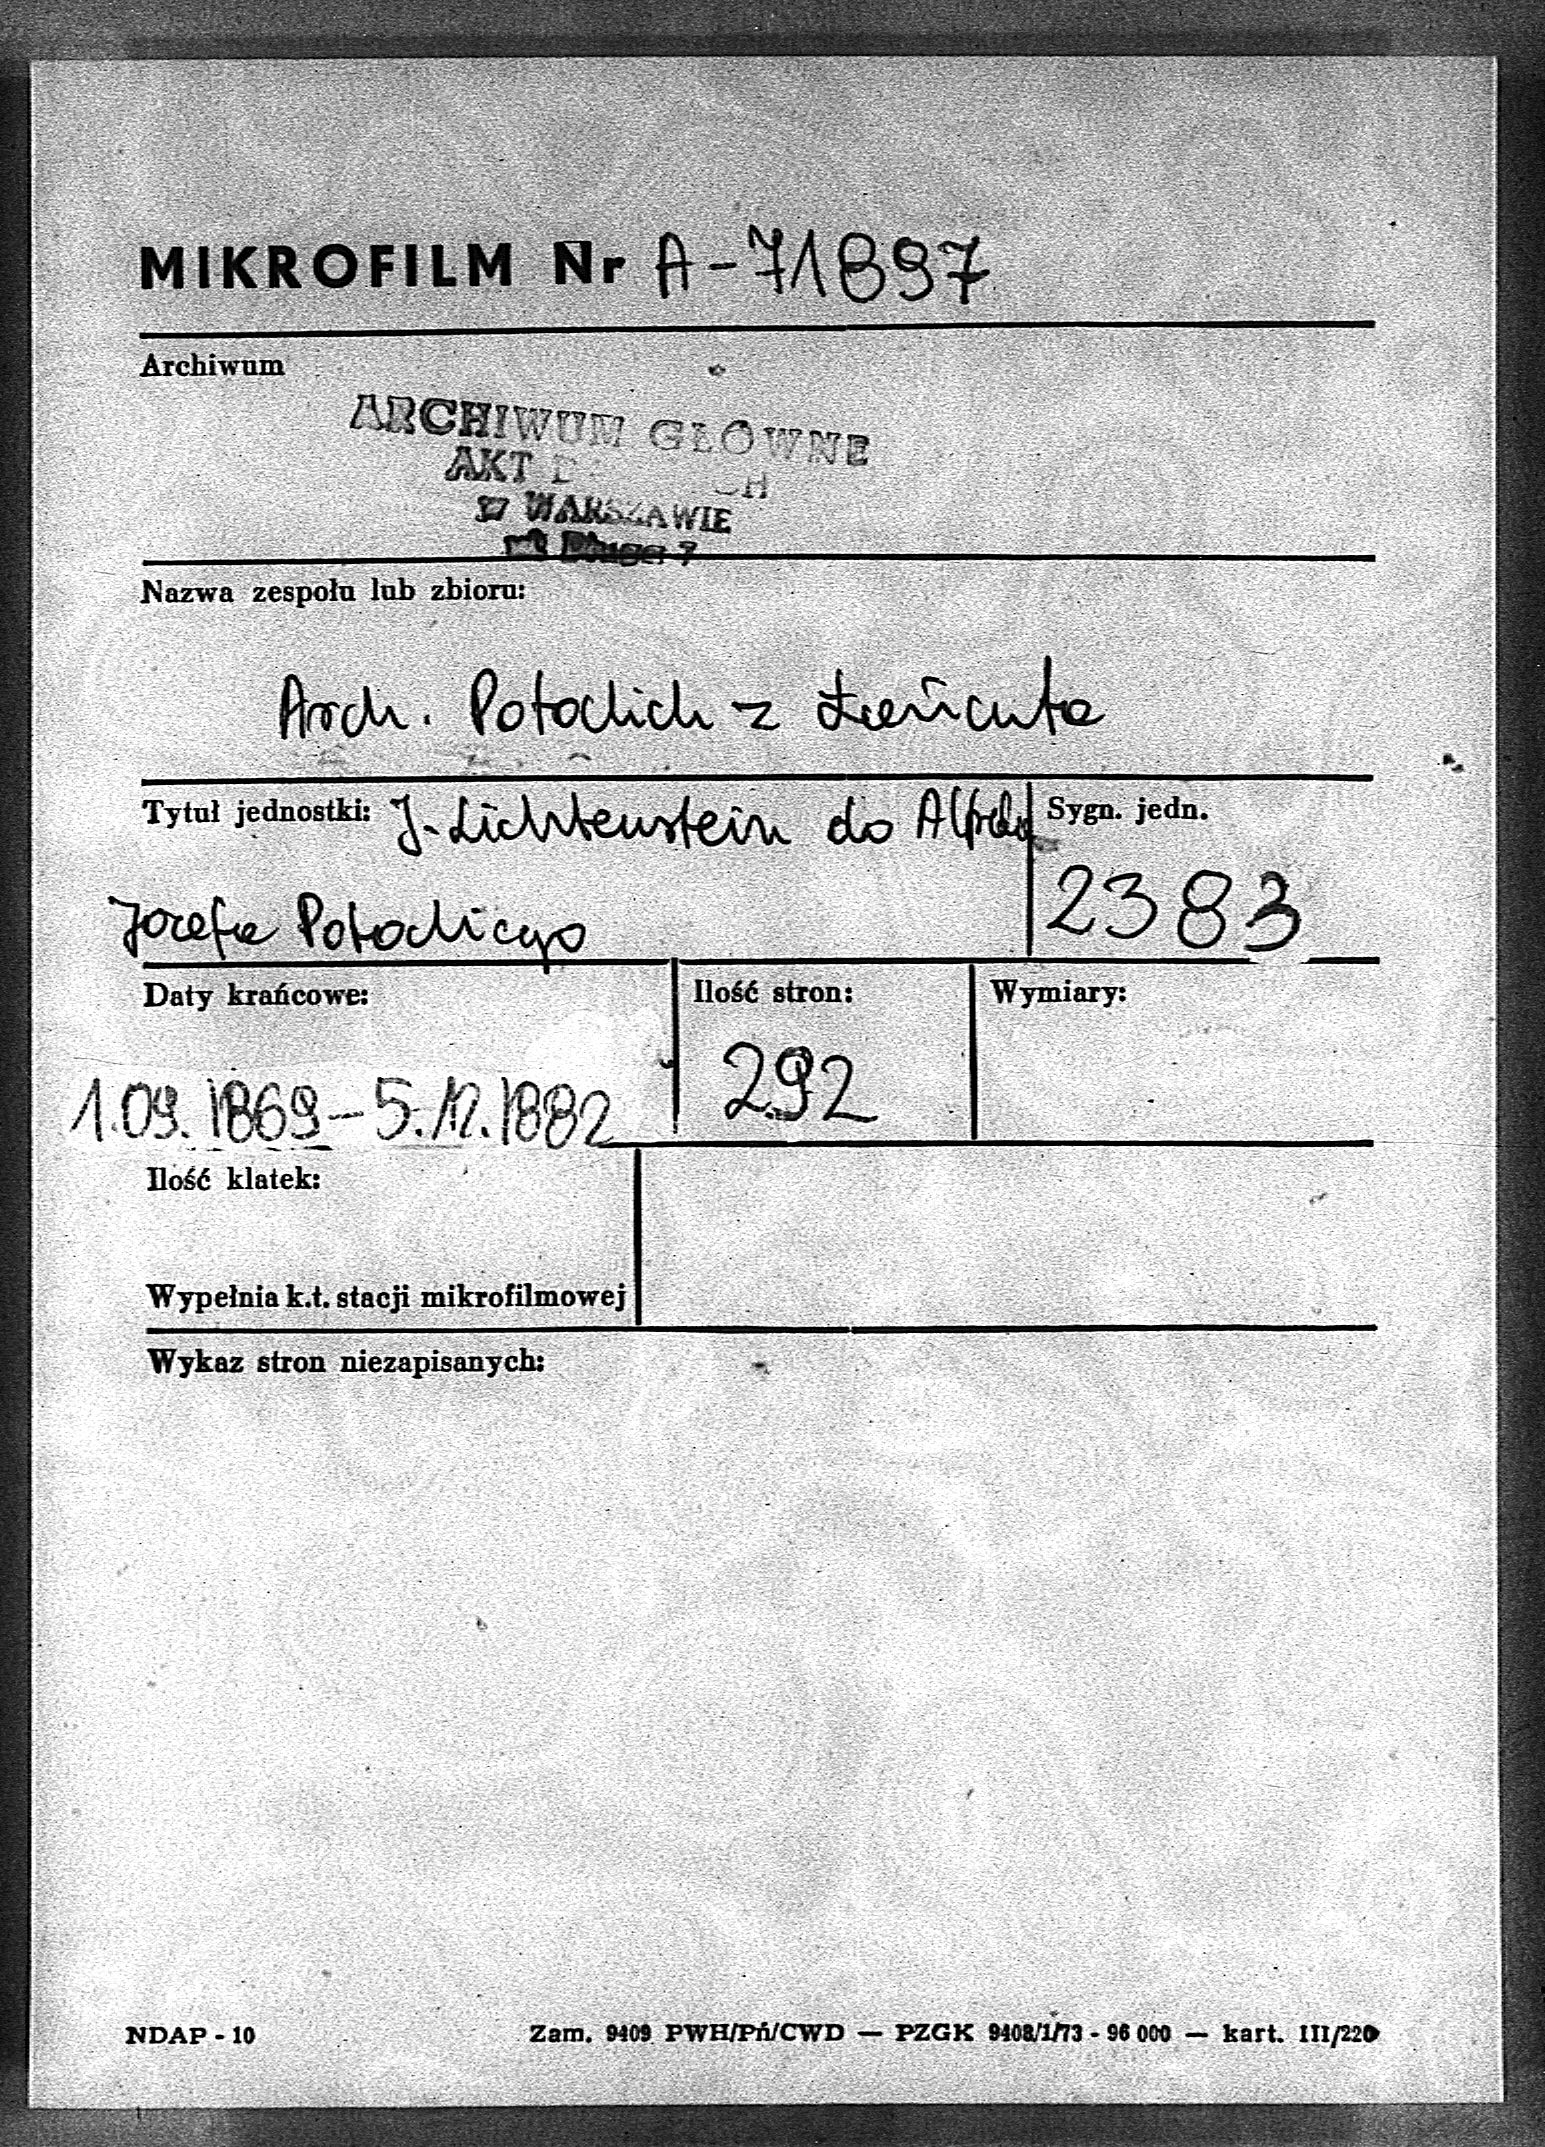 MIKROFILM Nr A-71897
Archiwum
ARCHIWUM GŁÓWNE
AKT
W WARSZAWIE
Długa 7
Nazwa zespołu lub zbioru:
Arch. Potockich z Łańcuta
Tytuł jednostki: J. Lichtenstein do Alfreda
Sygn. jedn.
Józefa Potockiego
2383
Daty krańcowe:
Ilość stron:
Wymiary:
1.09.1869-5.12.1882
292
Ilość klatek:
Wypełnia k.t. stacji mikrofilmowej
Wykaz stron niezapisanych:
NDAP - 10
Zam. 9409 PWH/Pń/CWD — PZGK 9408/1/73 - 96 000 — kart. III/220